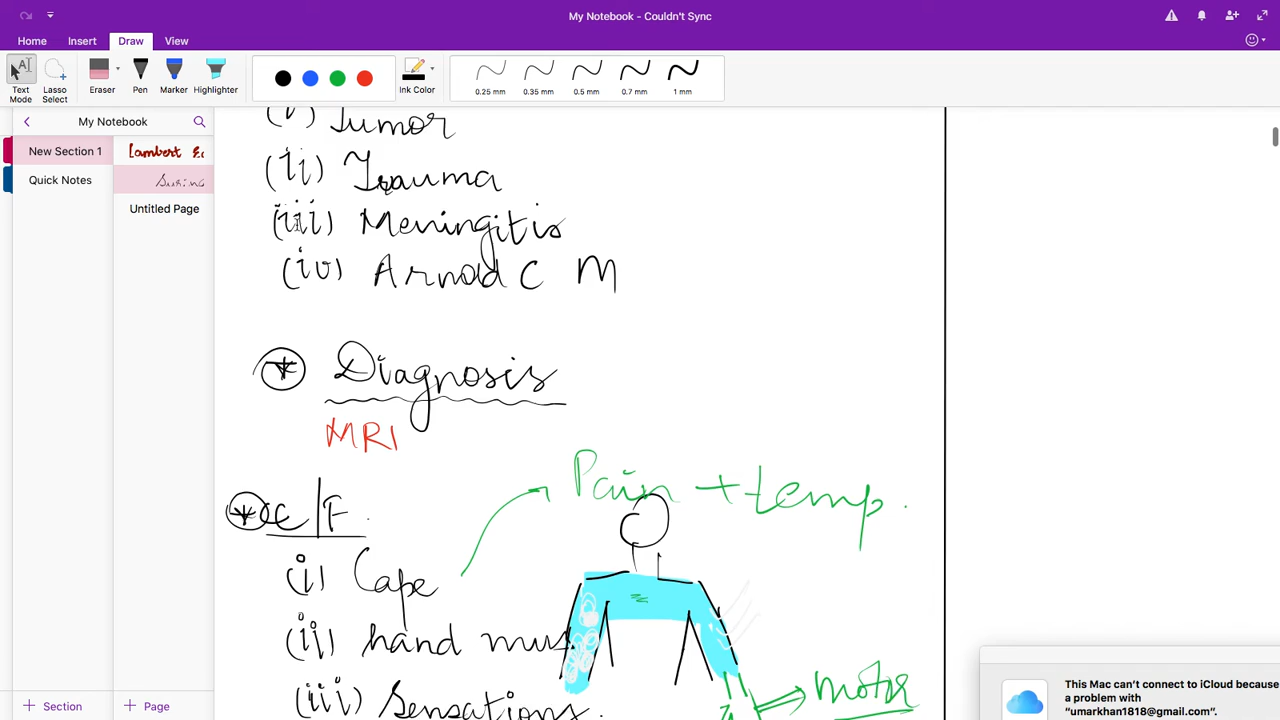 My Notebook - Couldn't Sync
Home Insert Draw View
Text Mode
Lasso Select
Eraser
Pen
Marker
Highlighter
Ink Color
0.25 mm
0.35 mm
0.5 mm
0.7 mm
1 mm
My Notebook
New Section 1
Quick Notes
Lambert Ea
Untitled Page
Tumor
(ii) Trauma
(iii) Meningitis
(iv) Arnold C M
Diagnosis
MRI
Pain + temp.
C/F.
(i) Cape
(ii) hand mus
(iii) Sensations.
motor
+ Section
+ Page
This Mac can't connect to iCloud because
a problem with
"umarkhan1818@gmail.com".